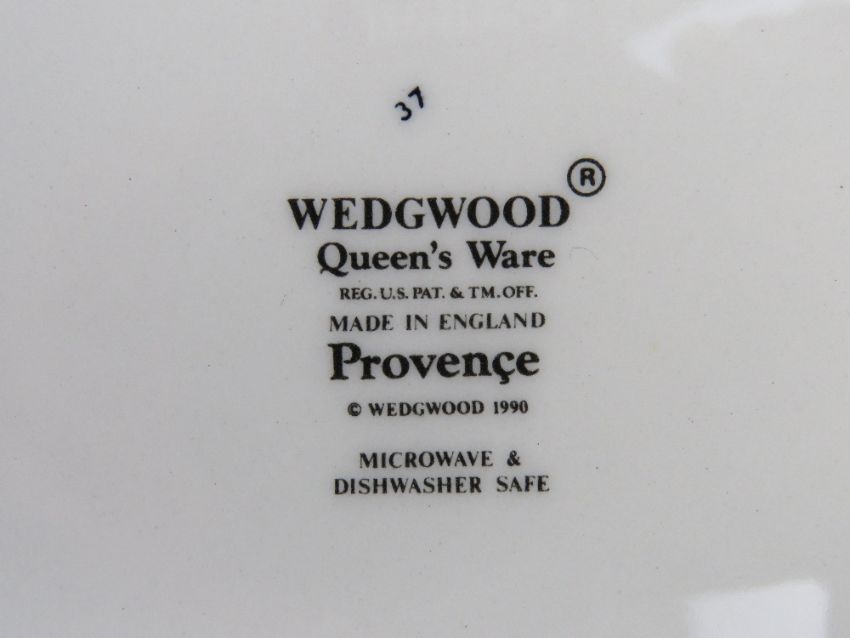 37
WEDGWOOD®
Queen's Ware
REG. U.S. PAT. & TM. OFF.
MADE IN ENGLAND
Provençe
© WEDGWOOD 1990
MICROWAVE &
DISHWASHER SAFE